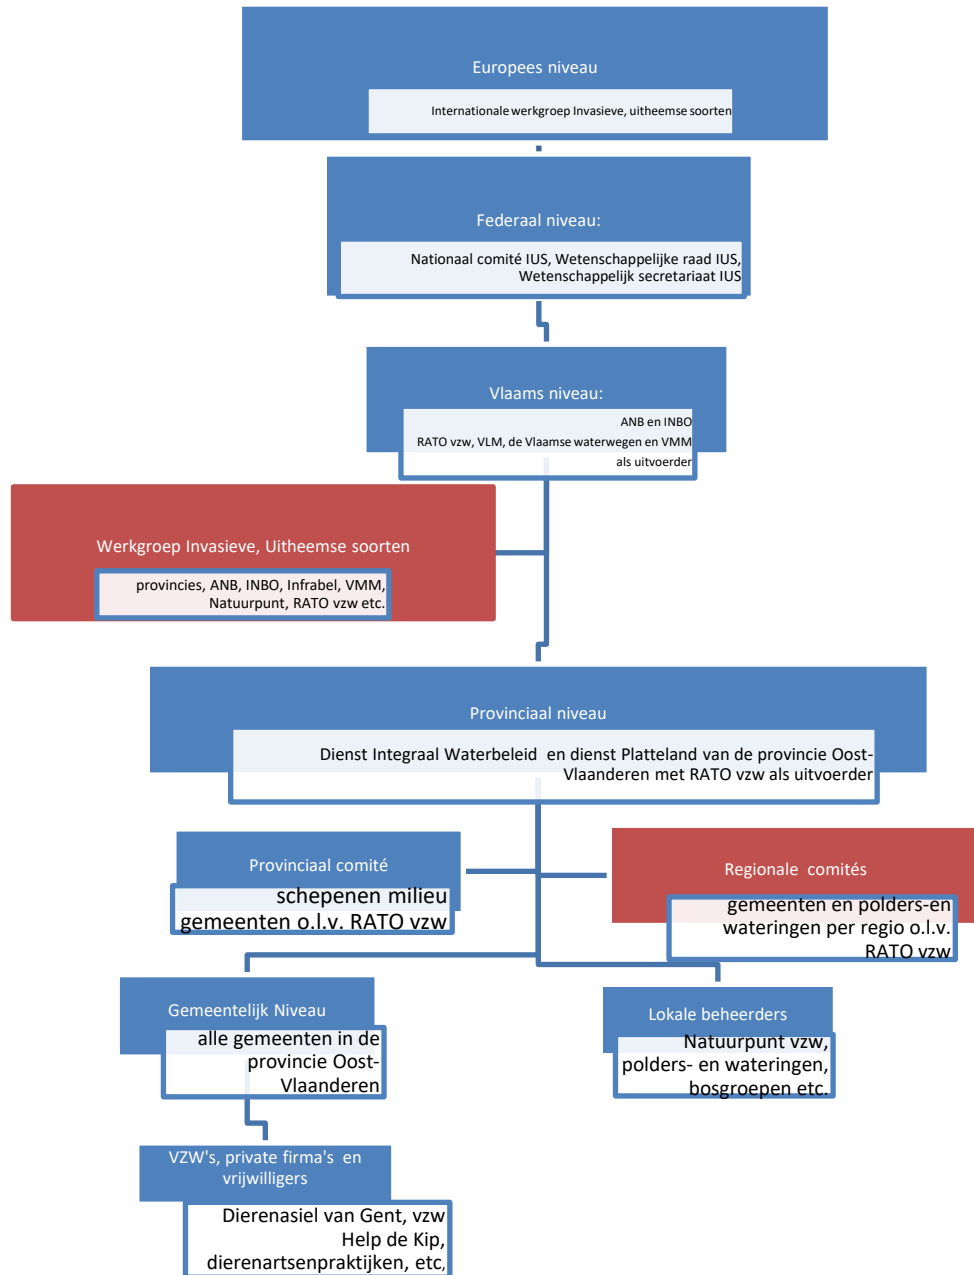 Europees niveau
Internationale werkgroep Invasieve, uitheemse soorten
Federaal niveau:
Nationaal comité IUS, Wetenschappelijke raad IUS,
Wetenschappelijk secretariaat IUS
Vlaams niveau:
ANB en INBO
RATO vzw, VLM, de Vlaamse waterwegen en VMM
als uitvoerder
Werkgroep Invasieve, Uitheemse soorten
provincies, ANB, INBO, Infrabel, VMM,
Natuurpunt, RATO vzw etc.
Provinciaal niveau
Dienst Integraal Waterbeleid en dienst Platteland van de provincie Oost-
Vlaanderen met RATO vzw als uitvoerder
Provinciaal comité
schepenen milieu
gemeenten o.l.v. RATO vzw
Regionale comités
gemeenten en polders-en
wateringen per regio o.l.v.
RATO vzw
Gemeentelijk Niveau
alle gemeenten in de
provincie Oost-
Vlaanderen
Lokale beheerders
Natuurpunt vzw,
polders- en wateringen,
bosgroepen etc.
VZW's, private firma's en
vrijwilligers
Dierenasiel van Gent, vzw
Help de Kip,
dierenartsenpraktijken, etc,